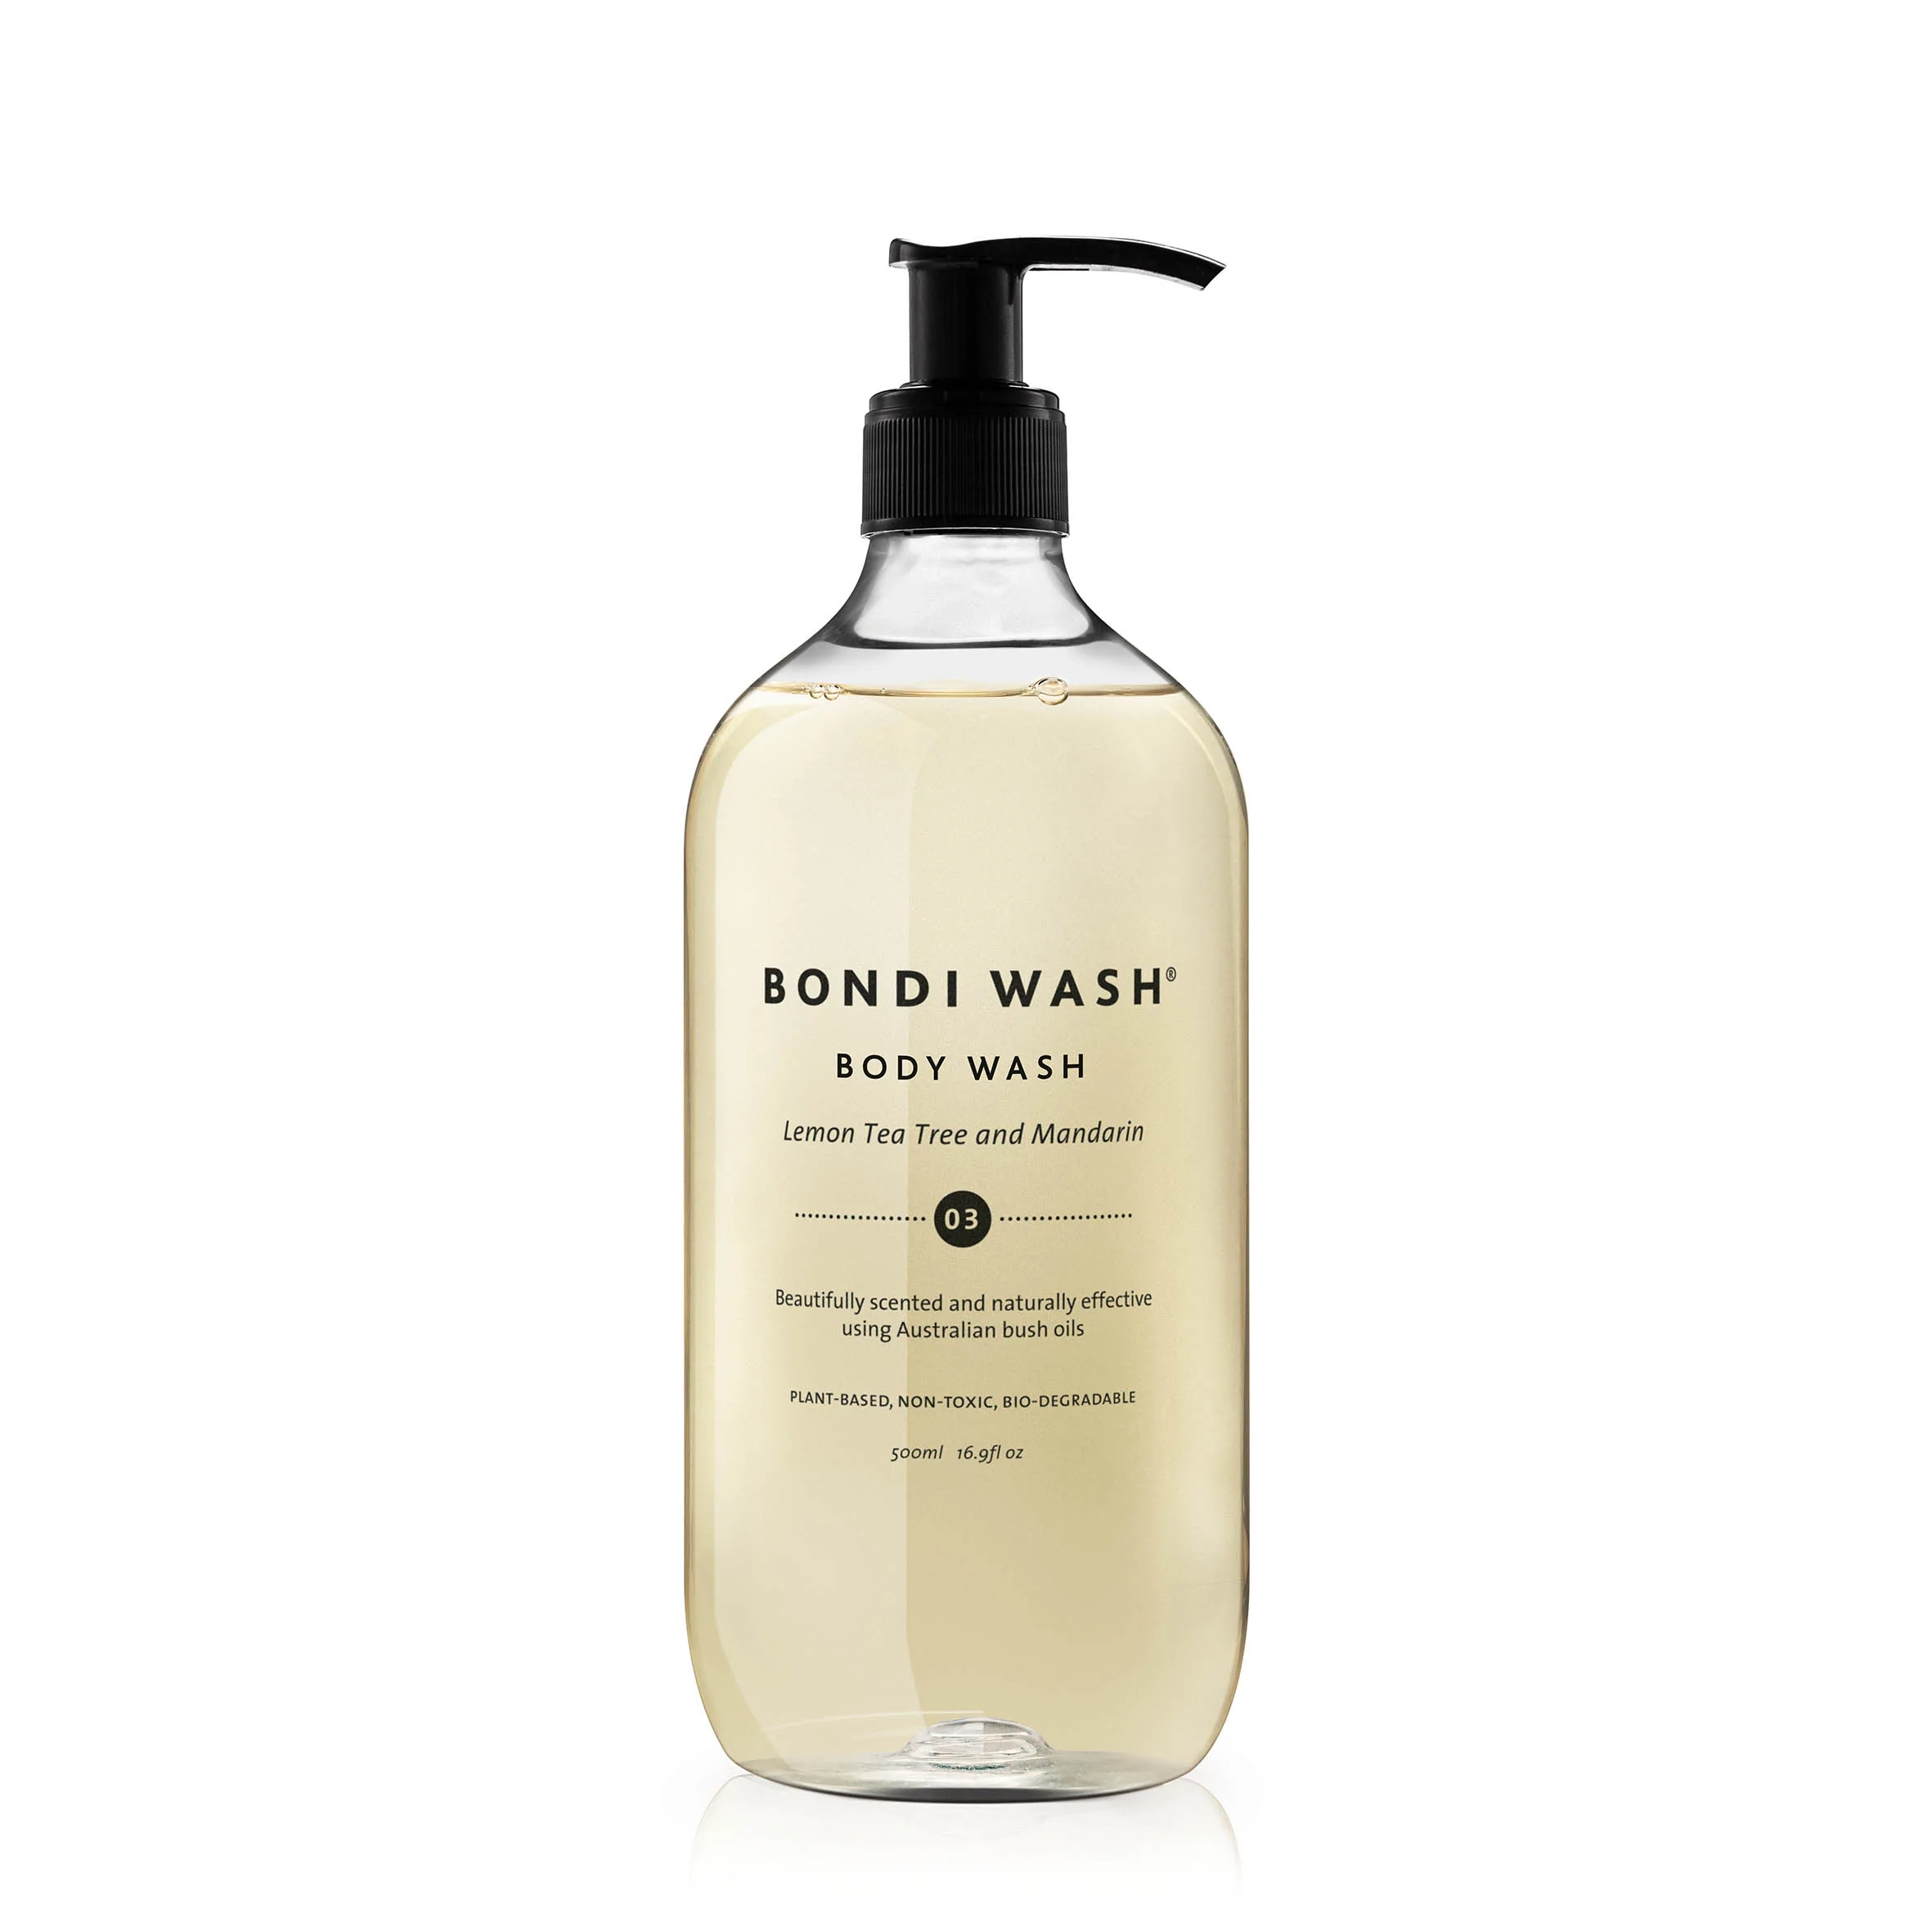 BONDI WASH®
BODY WASH
Lemon Tea Tree and Mandarin
03
Beautifully scented and naturally effective
using Australian bush oils
PLANT-BASED, NON-TOXIC, BIO-DEGRADABLE
500ml 16.9fl oz